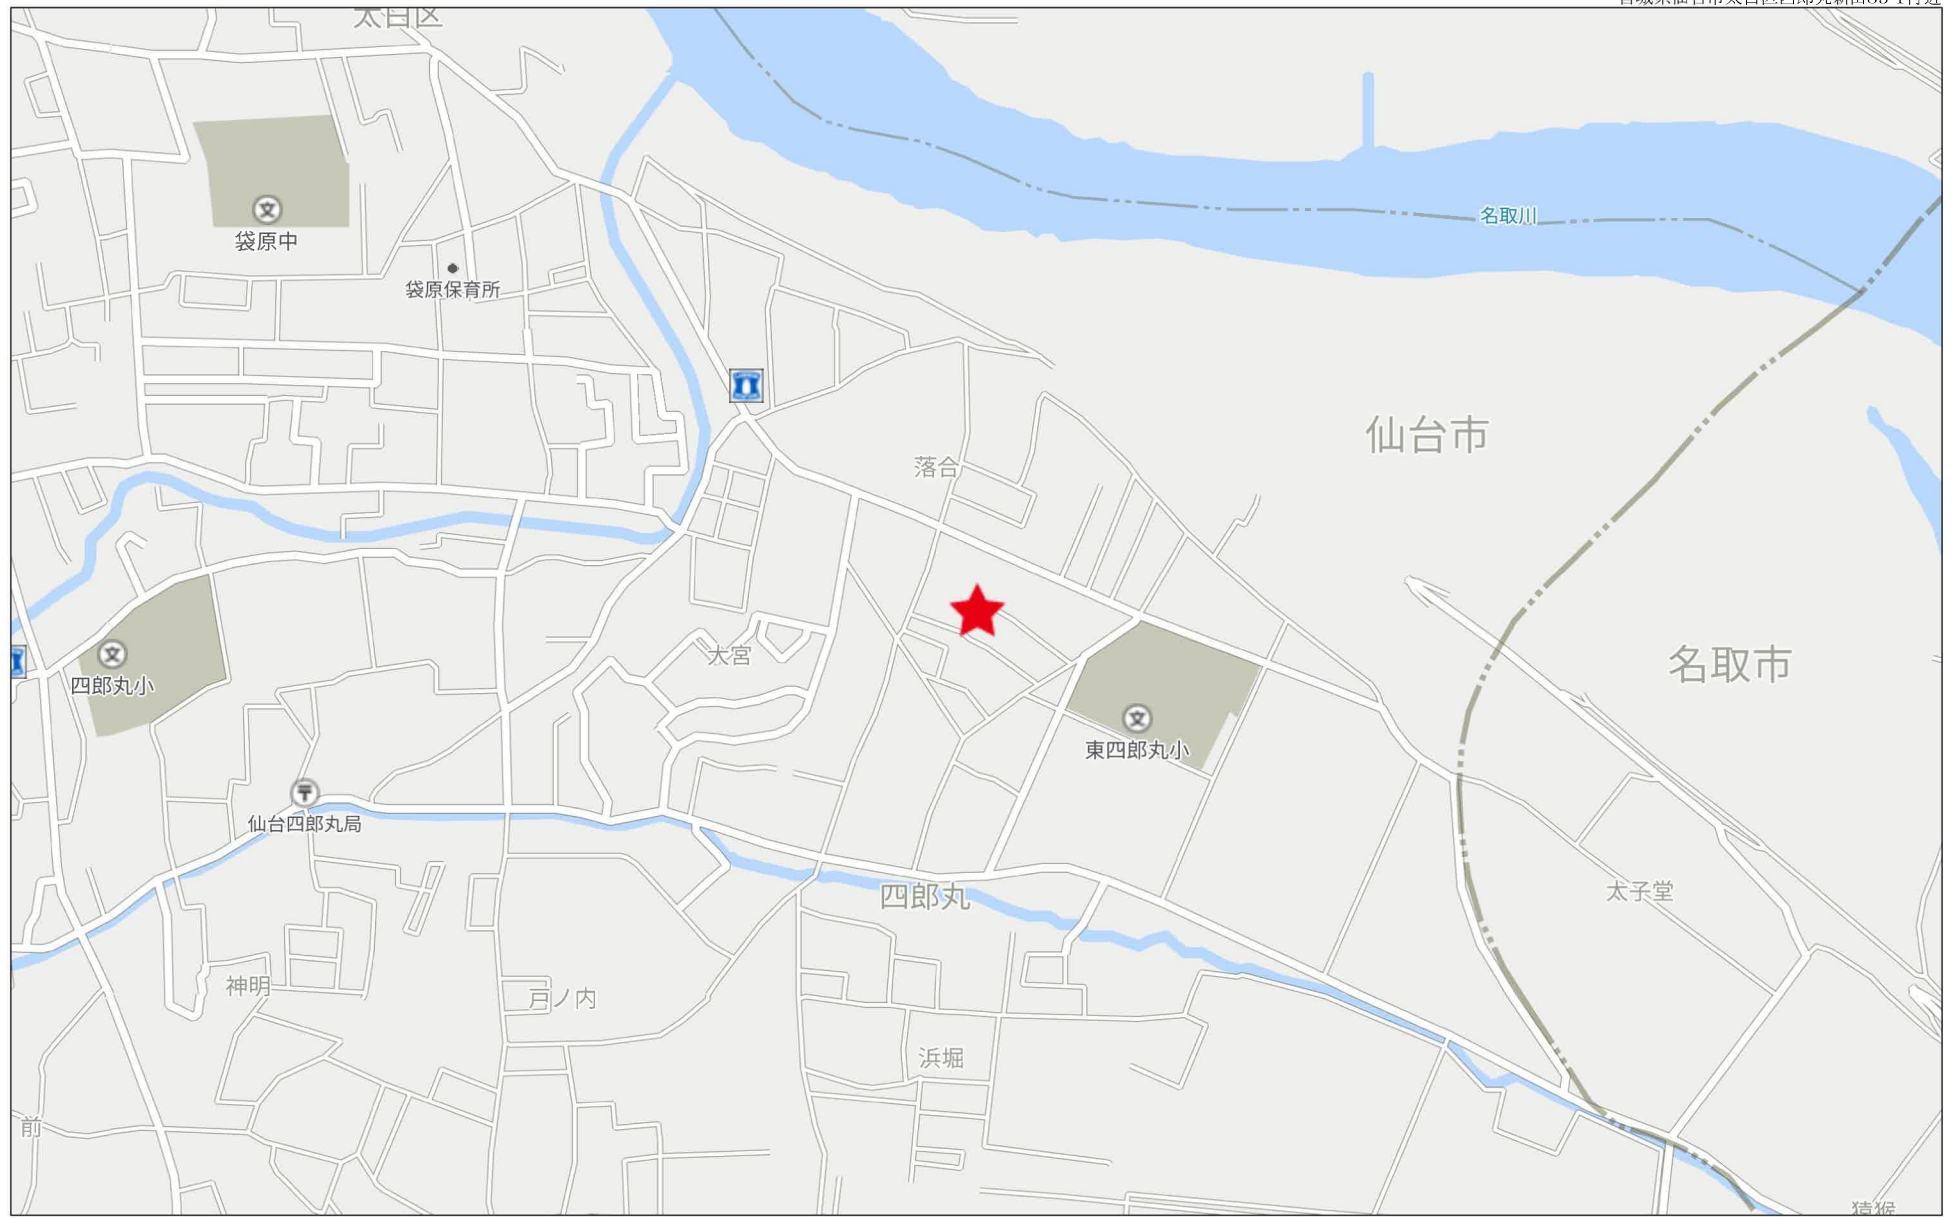 太白区
名取川
袋原中
袋原保育所
仙台市
落合
大宮
名取市
四郎丸小
東四郎丸小
仙台四郎丸局
四郎丸
太子堂
神明
戸ノ内
浜堀
前
猿猴